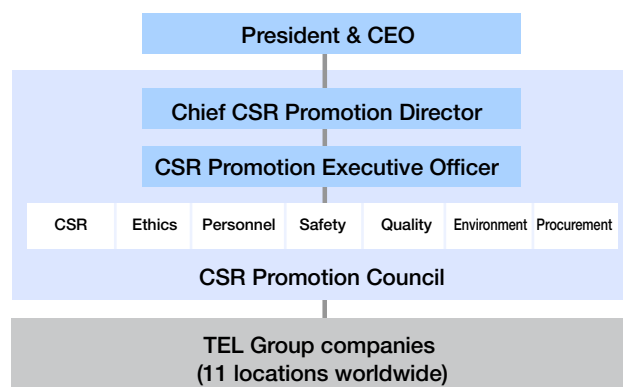 President & CEO
Chief CSR Promotion Director
CSR Promotion Executive Officer
CSR Ethics Personnel Safety Quality Environment Procurement
CSR Promotion Council
TEL Group companies
(11 locations worldwide)